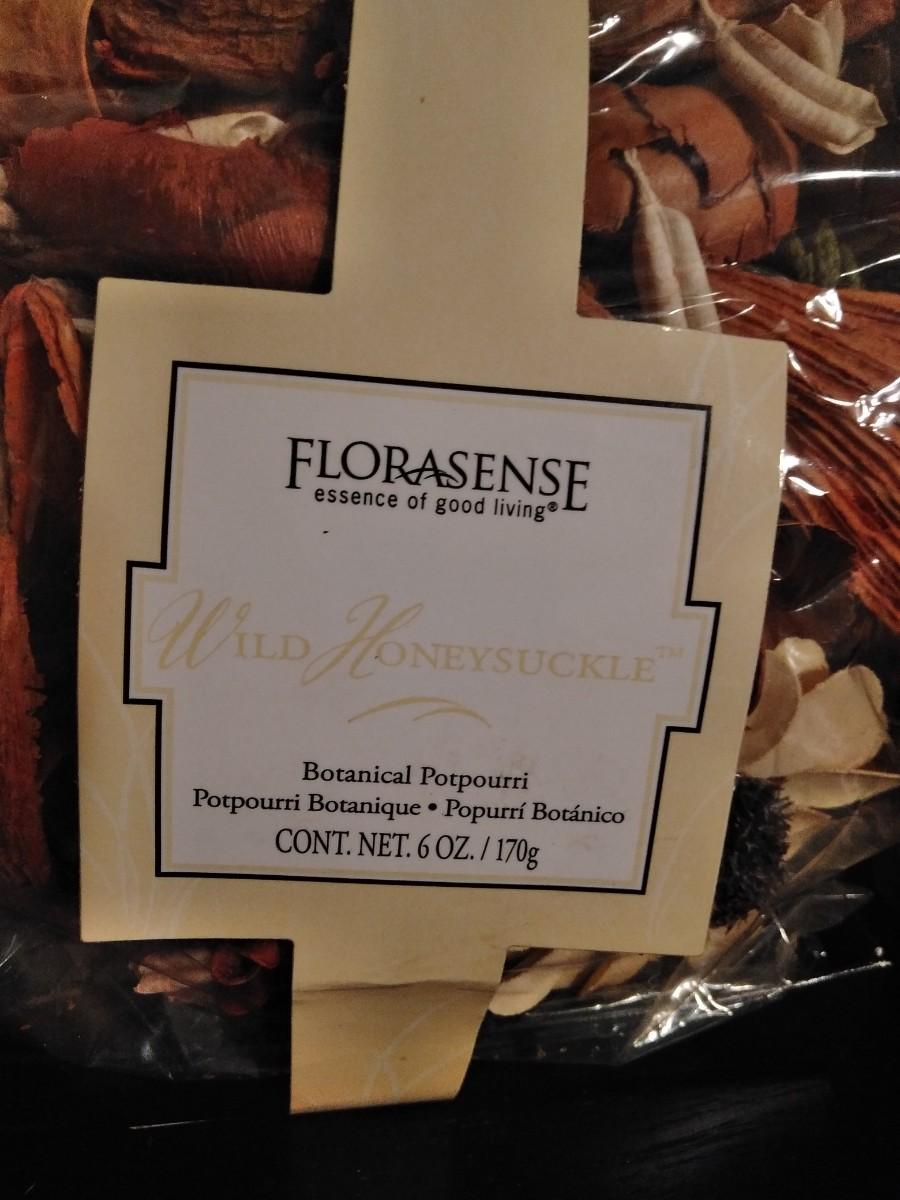 FLORASENSE
essence of good living®
Wild Honeysuckle™
Botanical Potpourri
Potpourri Botanique • Popurrí Botánico
CONT. NET. 6 OZ. / 170g